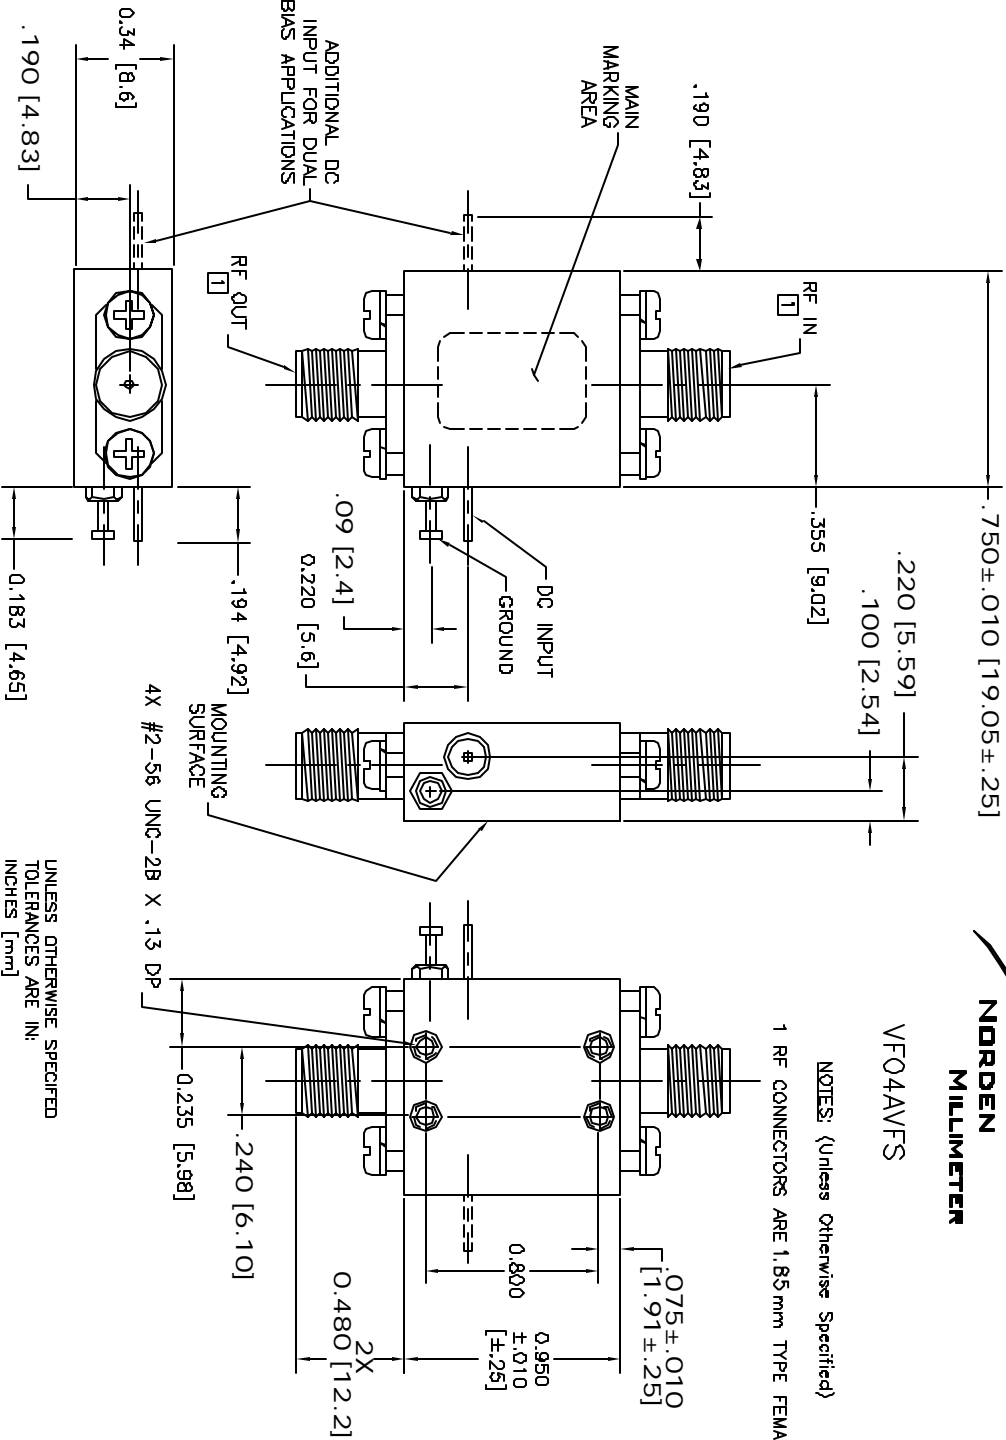 NORDEN
MILLIMETER
VF04AVFS
NOTES: (Unless Otherwise Specified)
1 RF CONNECTORS ARE 1.85 mm TYPE FEMA
.750±.010 [19.05±.25]
.220 [5.59]
.100 [2.54]
.355 [9.02]
RF IN
1
.190 [4.83]
MAIN
MARKING
AREA
ADDITIONAL DC
INPUT FOR DUAL
BIAS APPLICATIONS
RF OUT
1
0.34 [8.6]
.190 [4.83]
DC INPUT
GROUND
.09 [2.4]
0.220 [5.6]
.194 [4.92]
0.183 [4.65]
MOUNTING
SURFACE
4X #2-56 UNC-2B X .13 DP
.075±.010
[1.91±.25]
0.800
0.950
±.010
[±.25]
2X
0.480 [12.2]
.240 [6.10]
0.235 [5.98]
UNLESS OTHERWISE SPECIFED
TOLERANCES ARE IN:
INCHES [mm]